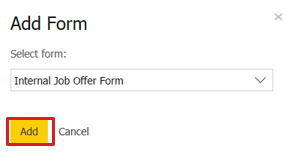 Add Form
Select form:
Internal Job Offer Form
Add Cancel